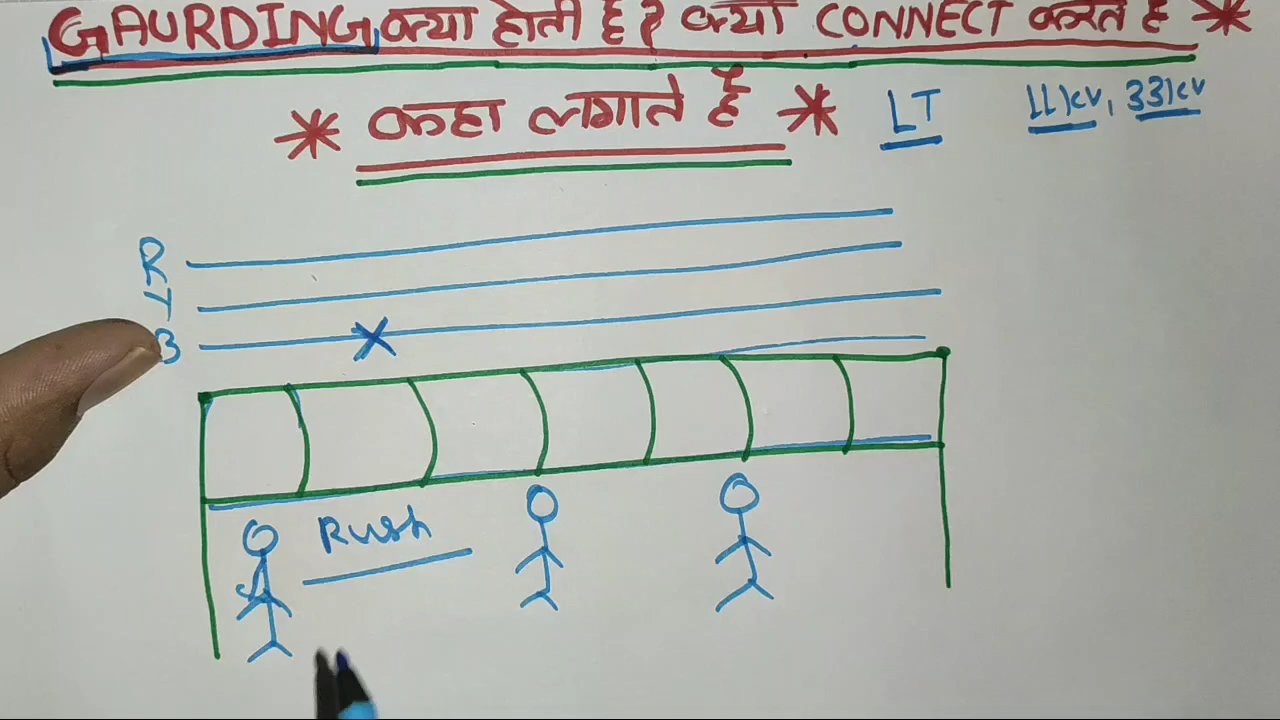 GAURDING क्या होती है ? क्यों CONNECT करते है *
* कहा लगाते है * LT 11kv, 33kv
R
Y
B
Rush